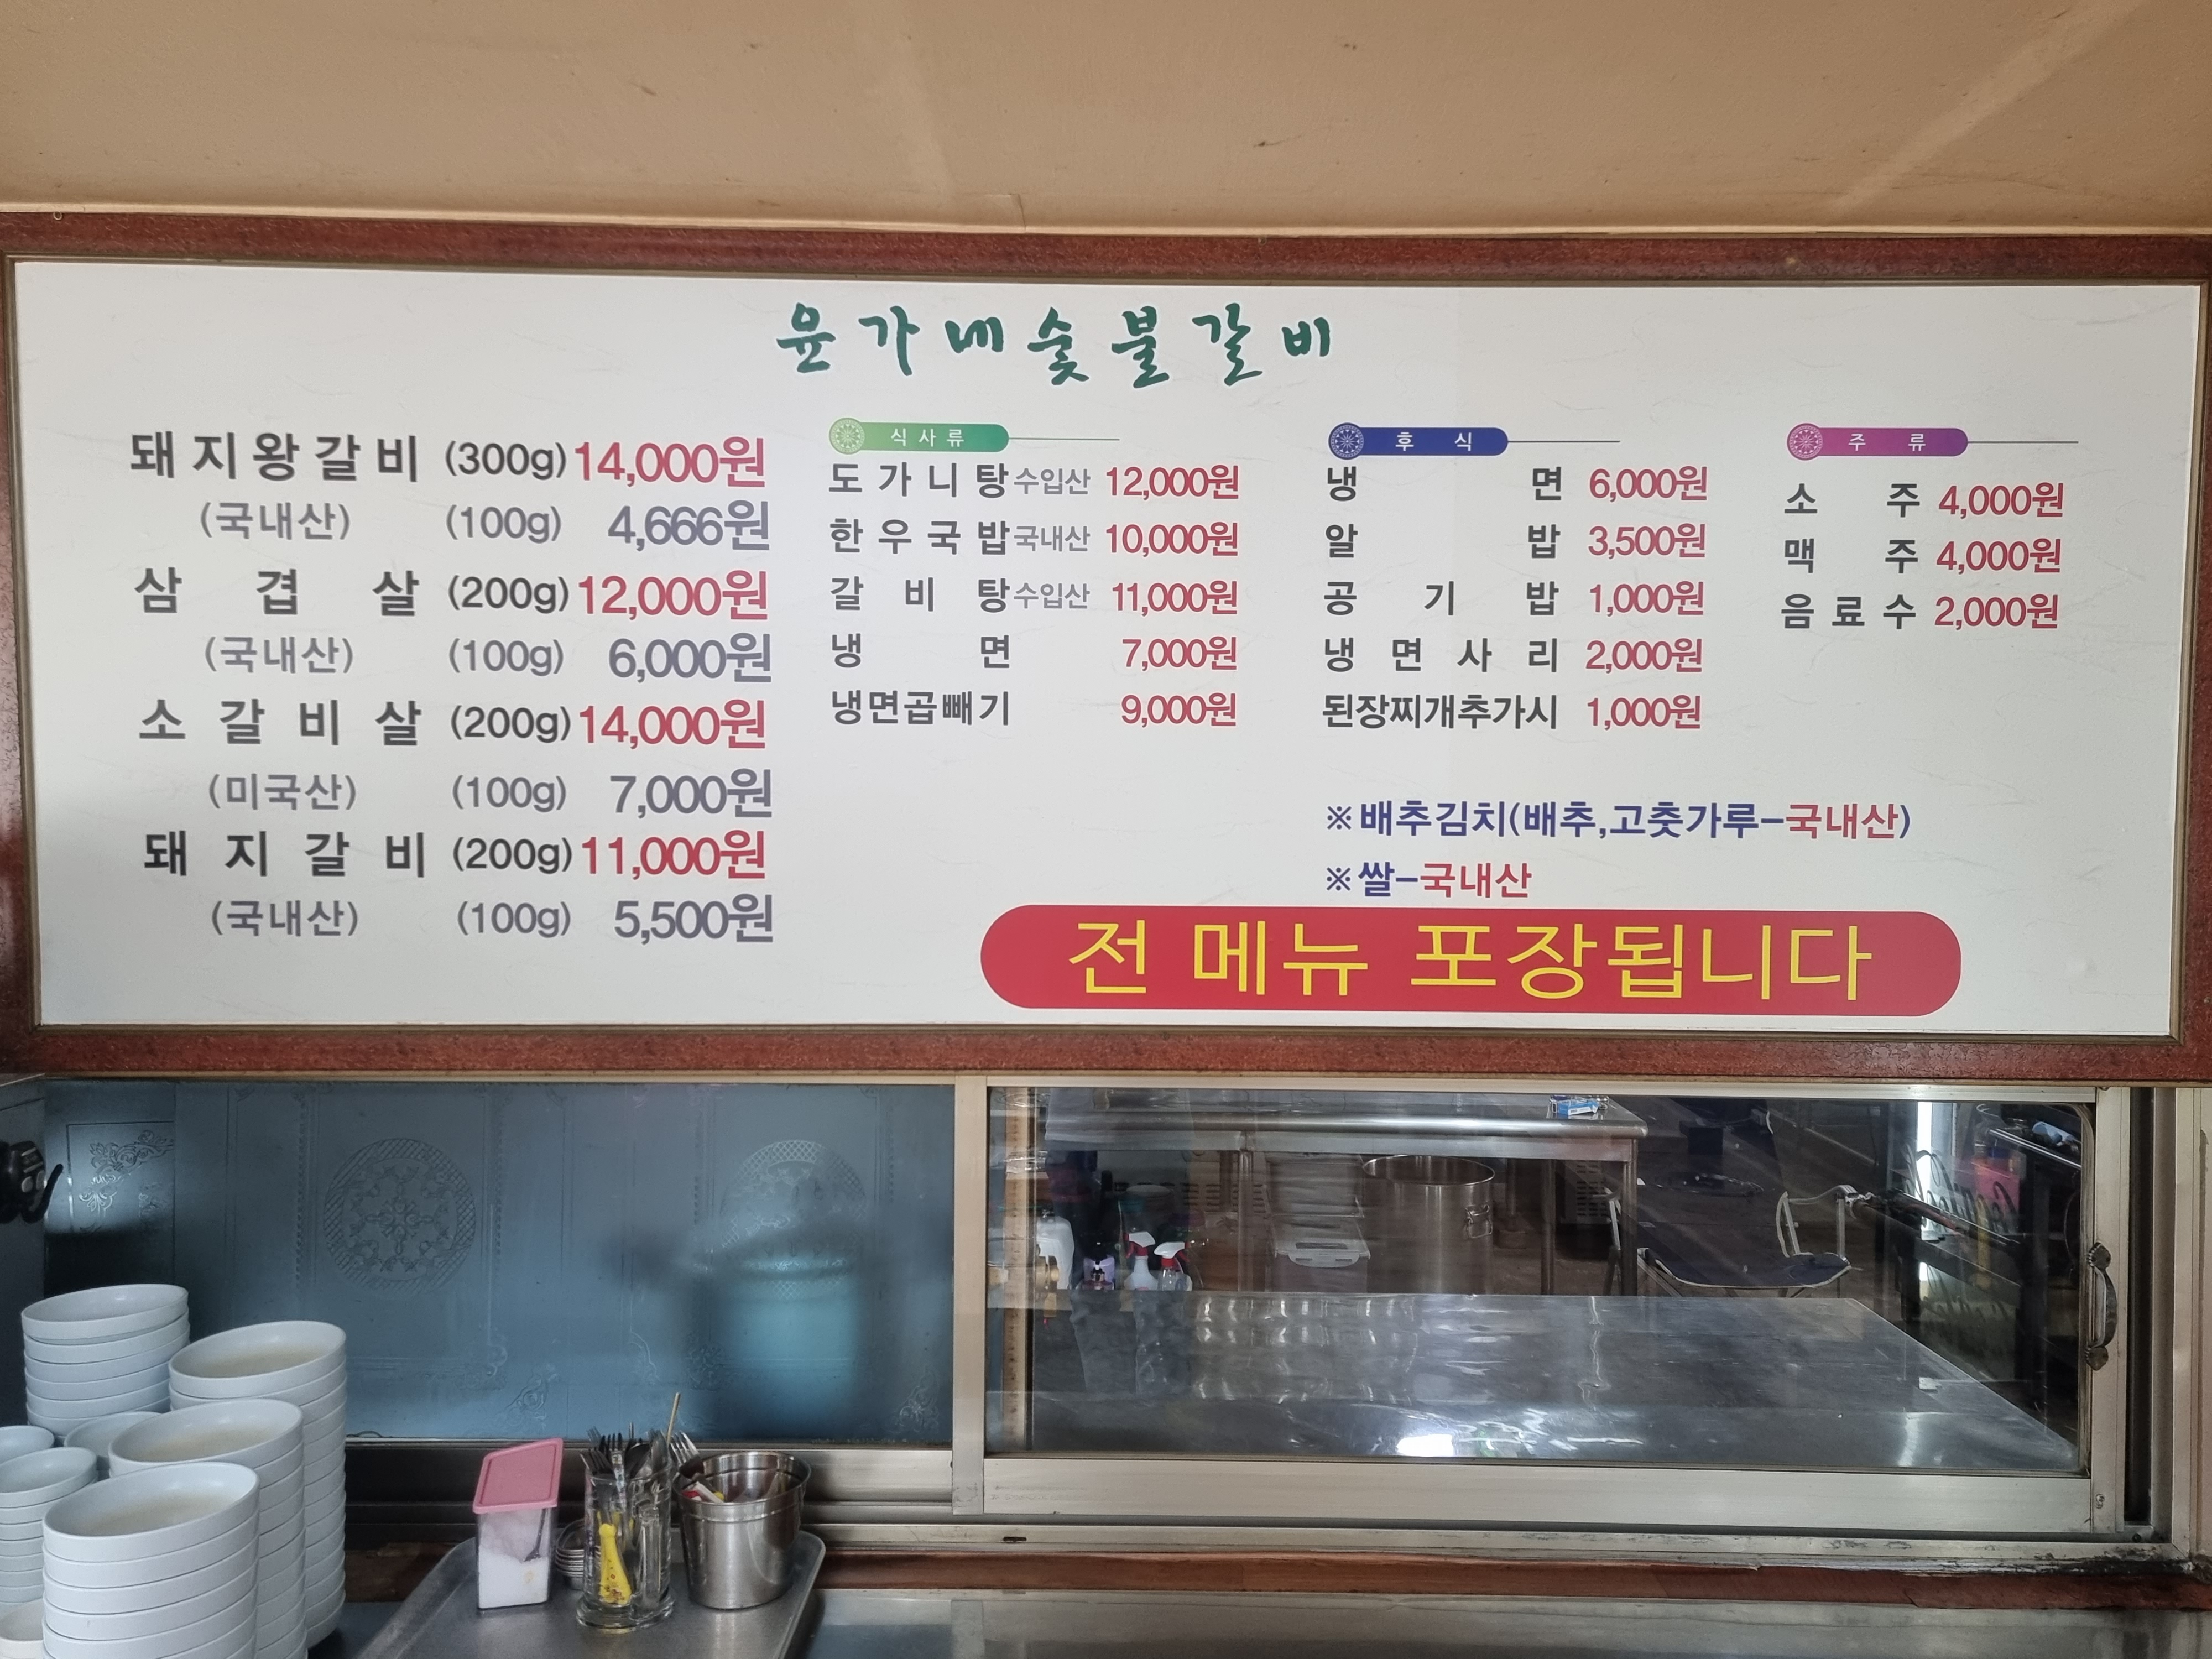 윤가네숯불갈비
돼지왕갈비 (300g) 14,000원
(국내산) (100g) 4,666원
삼겹살 (200g) 12,000원
(국내산) (100g) 6,000원
소갈비살 (200g) 14,000원
(미국산) (100g) 7,000원
돼지갈비 (200g) 11,000원
(국내산) (100g) 5,500원
식사류
도가니탕 수입산 12,000원
한우국밥 국내산 10,000원
갈비탕 수입산 11,000원
냉면 7,000원
냉면곱빼기 9,000원
후식
냉면 6,000원
알밥 3,500원
공기밥 1,000원
냉면사리 2,000원
된장찌개추가시 1,000원
주류
소주 4,000원
맥주 4,000원
음료수 2,000원
※배추김치(배추,고춧가루-국내산)
※쌀-국내산
전 메뉴 포장됩니다